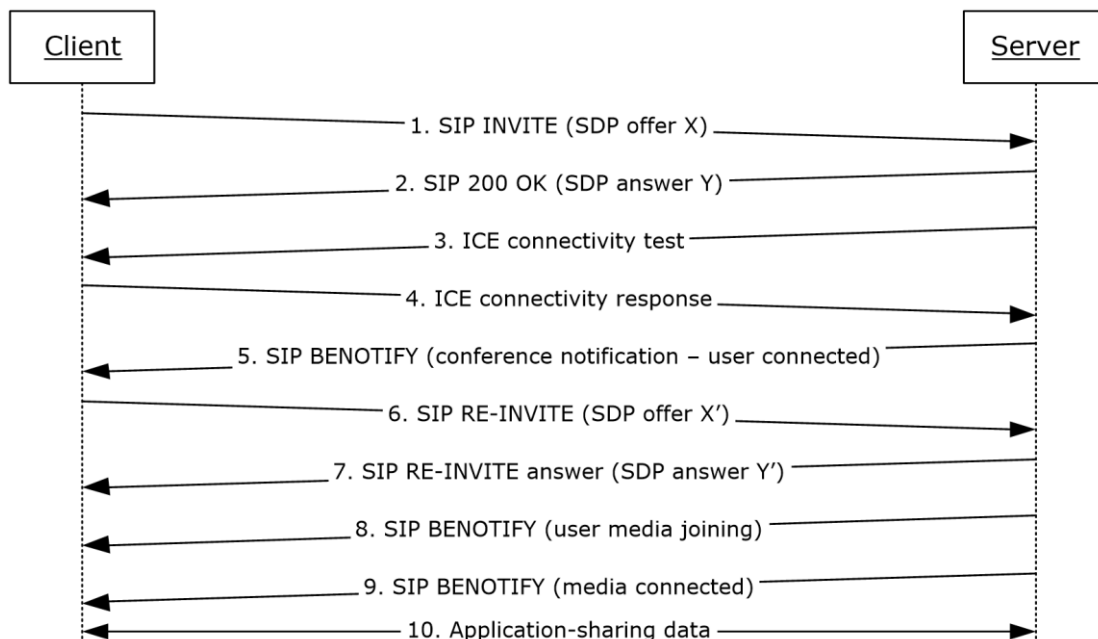 Client
Server
1. SIP INVITE (SDP offer X)
2. SIP 200 OK (SDP answer Y)
3. ICE connectivity test
4. ICE connectivity response
5. SIP BENOTIFY (conference notification – user connected)
6. SIP RE-INVITE (SDP offer X’)
7. SIP RE-INVITE answer (SDP answer Y’)
8. SIP BENOTIFY (user media joining)
9. SIP BENOTIFY (media connected)
10. Application-sharing data